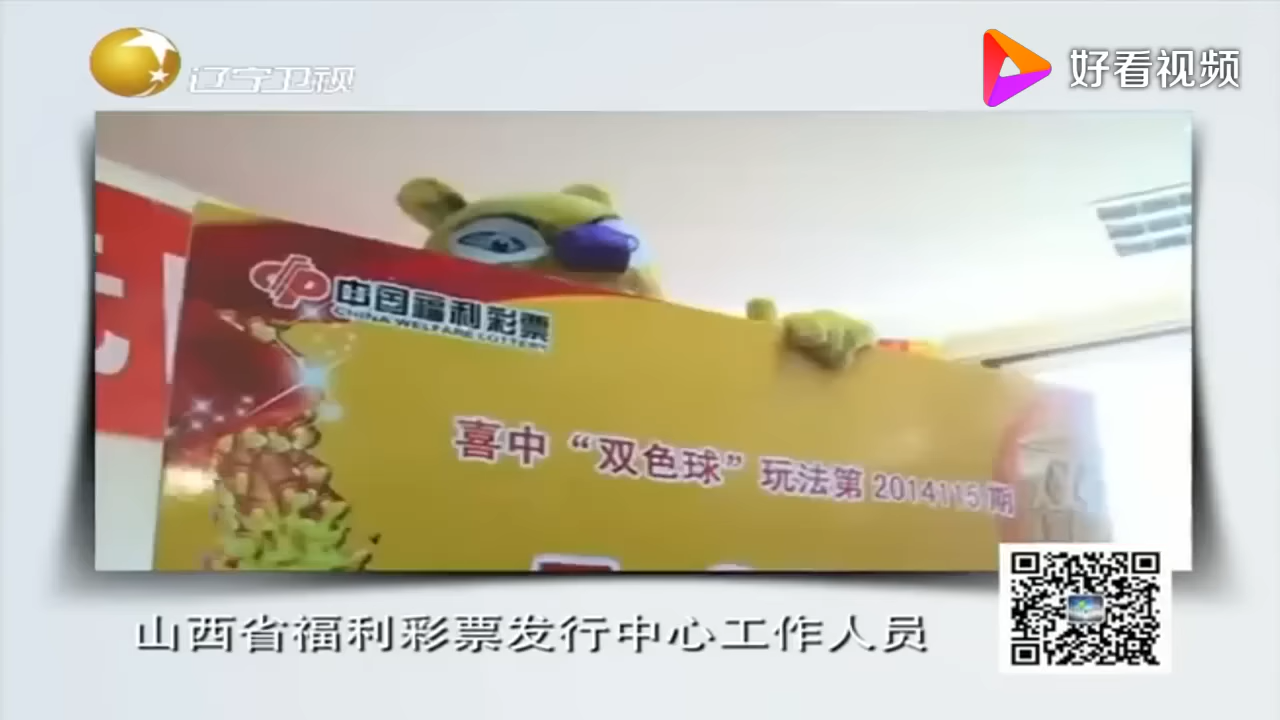 辽宁卫视
好看视频
中国福利彩票
CHINA WELFARE LOTTERY
喜中“双色球”玩法第2014115期
山西省福利彩票发行中心工作人员